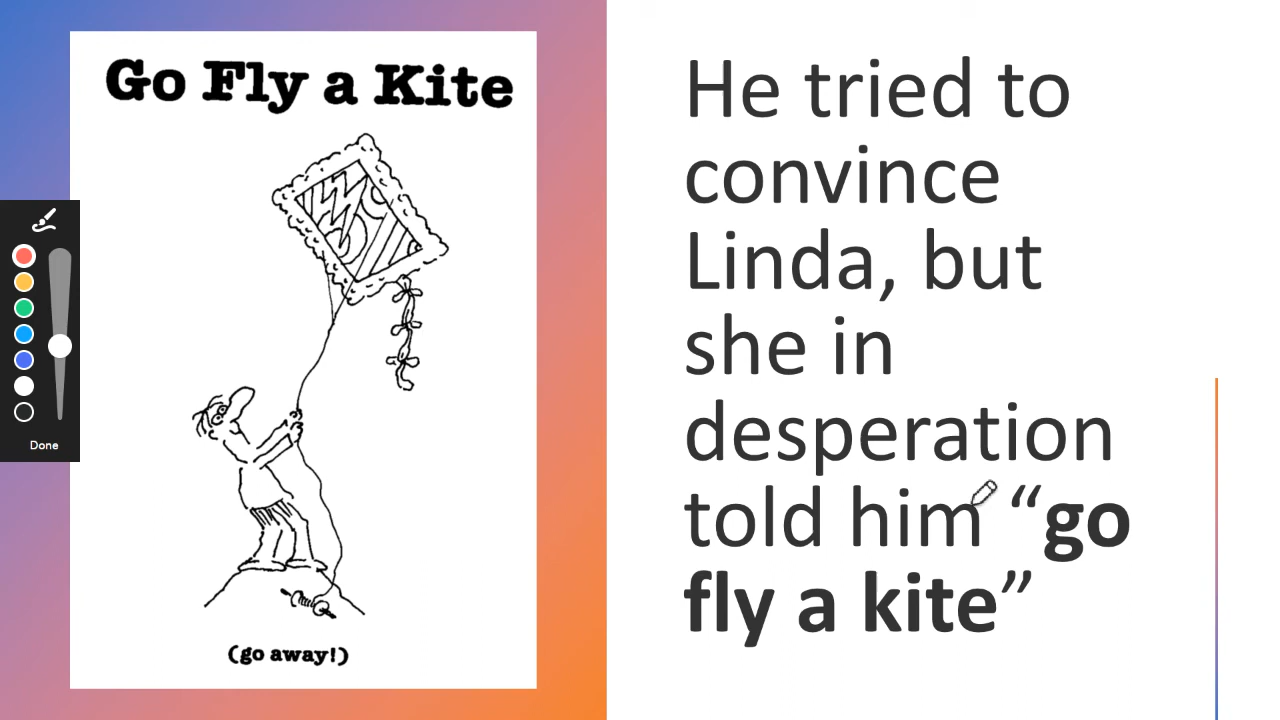 Go Fly a Kite
(go away!)
He tried to
convince
Linda, but
she in
desperation
told him “go
fly a kite”
Done